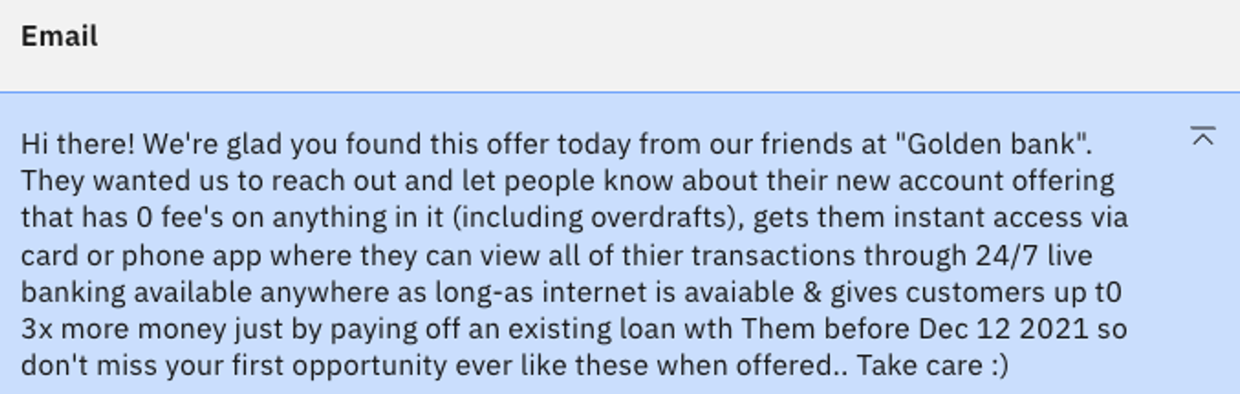 Email
Hi there! We're glad you found this offer today from our friends at "Golden bank".
They wanted us to reach out and let people know about their new account offering
that has 0 fee's on anything in it (including overdrafts), gets them instant access via
card or phone app where they can view all of thier transactions through 24/7 live
banking available anywhere as long-as internet is avaiable & gives customers up t0
3x more money just by paying off an existing loan wth Them before Dec 12 2021 so
don't miss your first opportunity ever like these when offered.. Take care :)